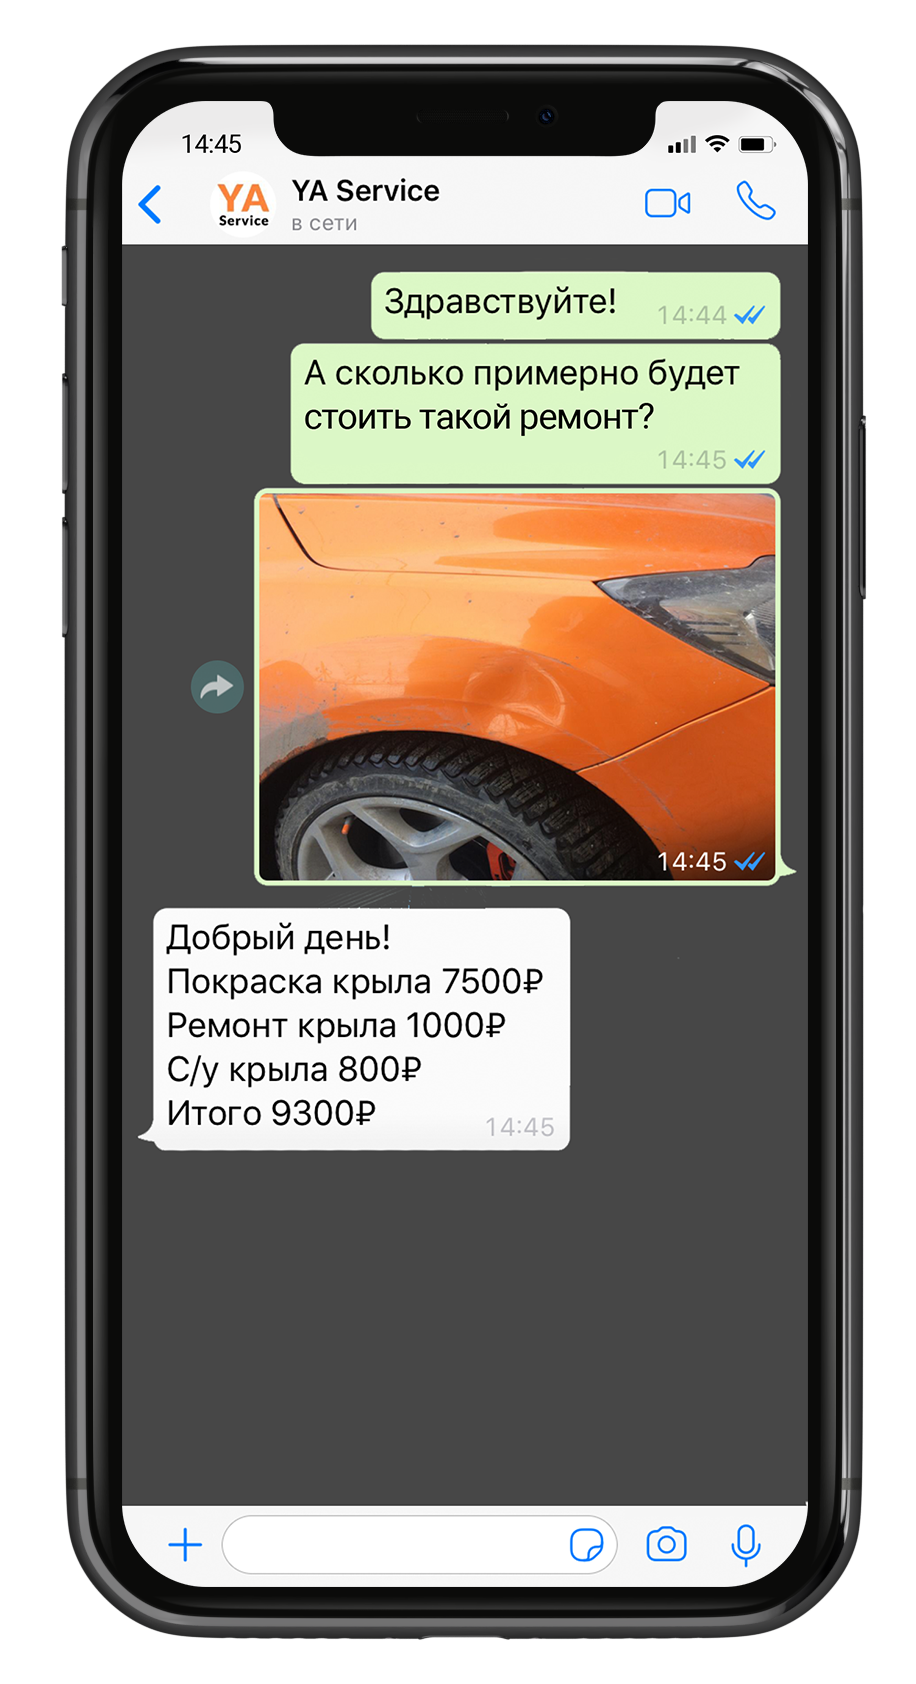 14:45
YA
Service
YA Service
в сети
Здравствуйте!
14:44
А сколько примерно будет
стоить такой ремонт?
14:45
14:45
Добрый день!
Покраска крыла 7500₽
Ремонт крыла 1000₽
С/у крыла 800₽
Итого 9300₽
14:45